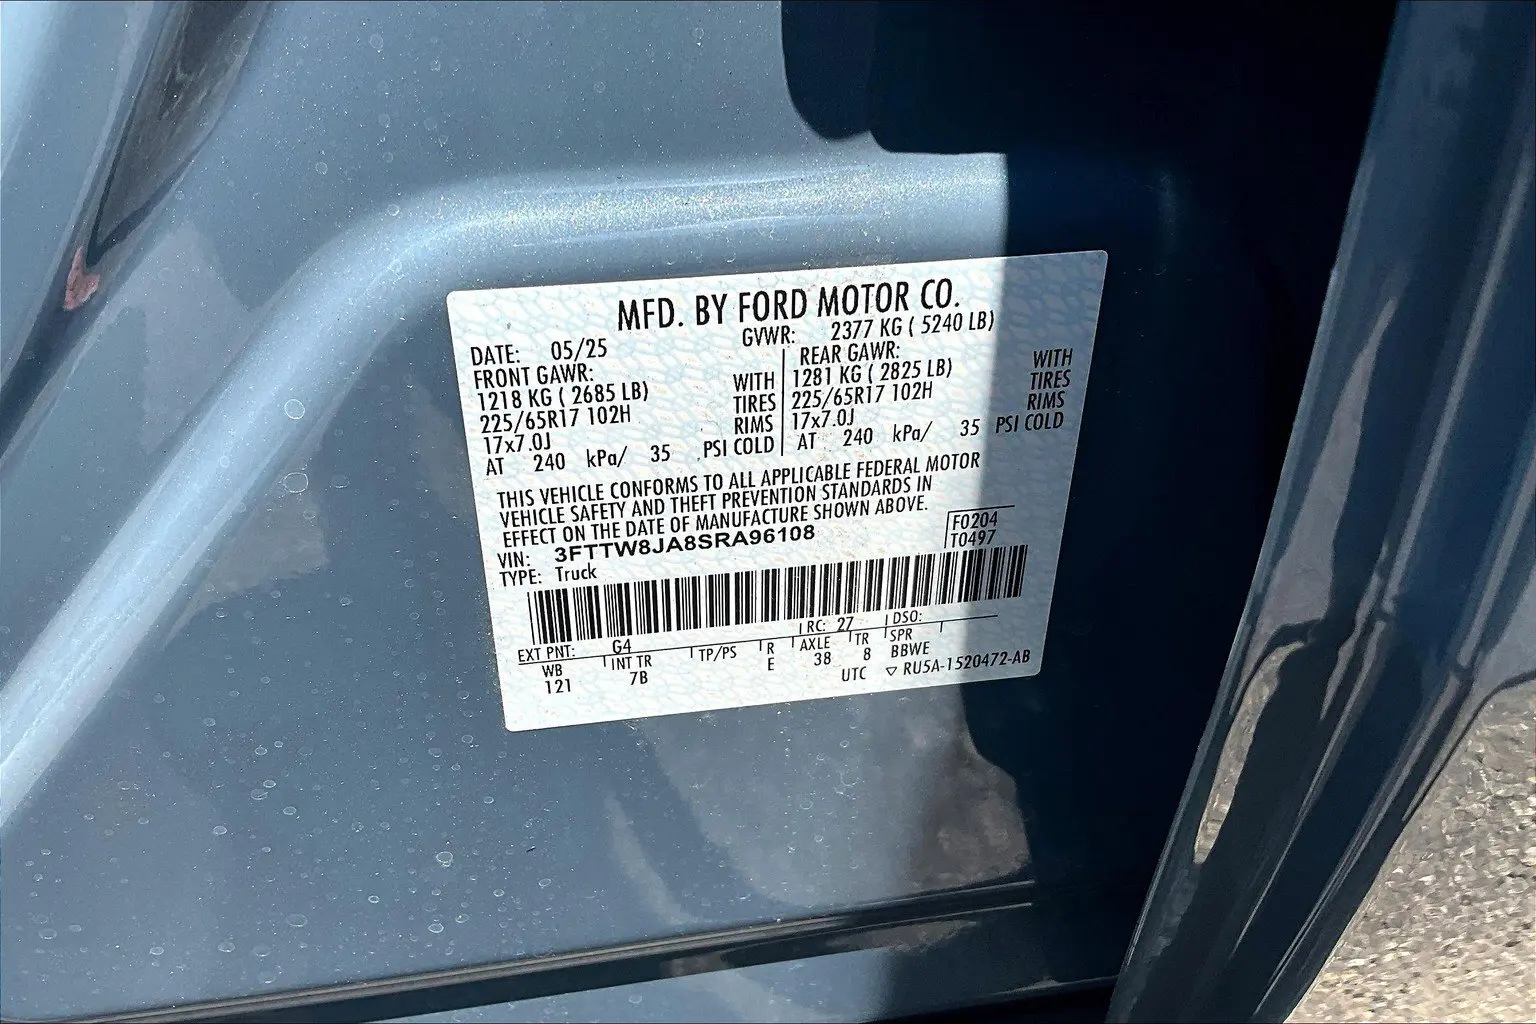 MFD. BY FORD MOTOR CO.
DATE: 05/25 GVWR: 2377 KG ( 5240 LB)
FRONT GAWR: REAR GAWR:
1218 KG ( 2685 LB) WITH 1281 KG ( 2825 LB) WITH
225/65R17 102H TIRES 225/65R17 102H TIRES
17x7.0J RIMS 17x7.0J RIMS
AT 240 kPa/ 35 PSI COLD AT 240 kPa/ 35 PSI COLD
THIS VEHICLE CONFORMS TO ALL APPLICABLE FEDERAL MOTOR
VEHICLE SAFETY AND THEFT PREVENTION STANDARDS IN
EFFECT ON THE DATE OF MANUFACTURE SHOWN ABOVE.
VIN: 3FTTW8JA8SRA96108 F0204
TYPE: Truck T0497
EXT PNT: G4 RC: 27 DSO:
WB INT TR TP/PS R AXLE TR SPR
121 7B E 38 8 BBWE
UTC ▽ RU5A-1520472-AB